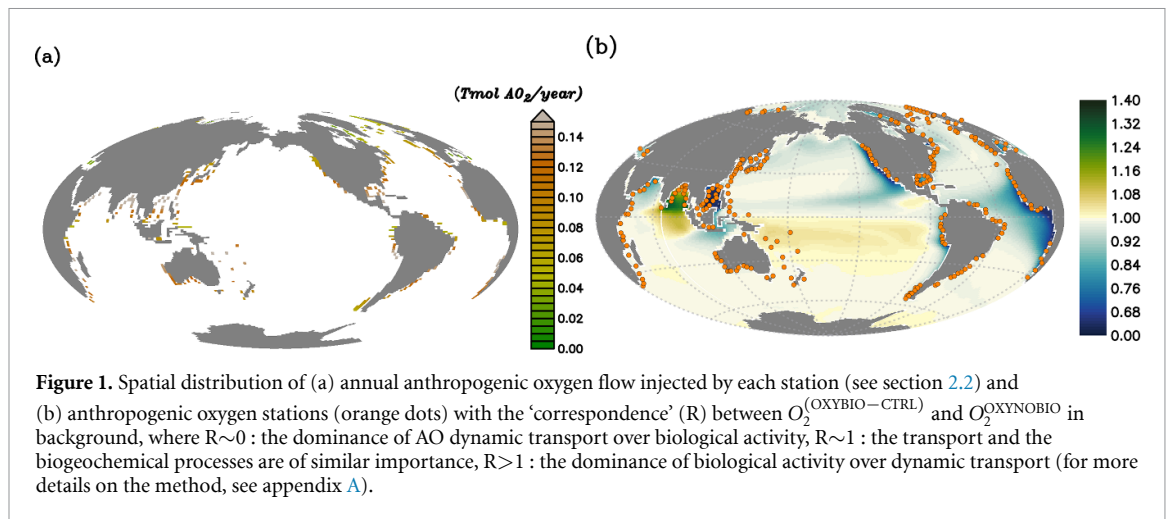 (a)
(b)
(Tmol AO₂/year)
0.14
0.12
0.10
0.08
0.06
0.04
0.02
0.00
1.40
1.32
1.24
1.16
1.08
1.00
0.92
0.84
0.76
0.68
0.00
Figure 1. Spatial distribution of (a) annual anthropogenic oxygen flow injected by each station (see section 2.2) and
(b) anthropogenic oxygen stations (orange dots) with the ‘correspondence’ (R) between O₂^(OXYBIO−CTRL) and O₂^OXYNOBIO in
background, where R∼0 : the dominance of AO dynamic transport over biological activity, R∼1 : the transport and the
biogeochemical processes are of similar importance, R>1 : the dominance of biological activity over dynamic transport (for more
details on the method, see appendix A).